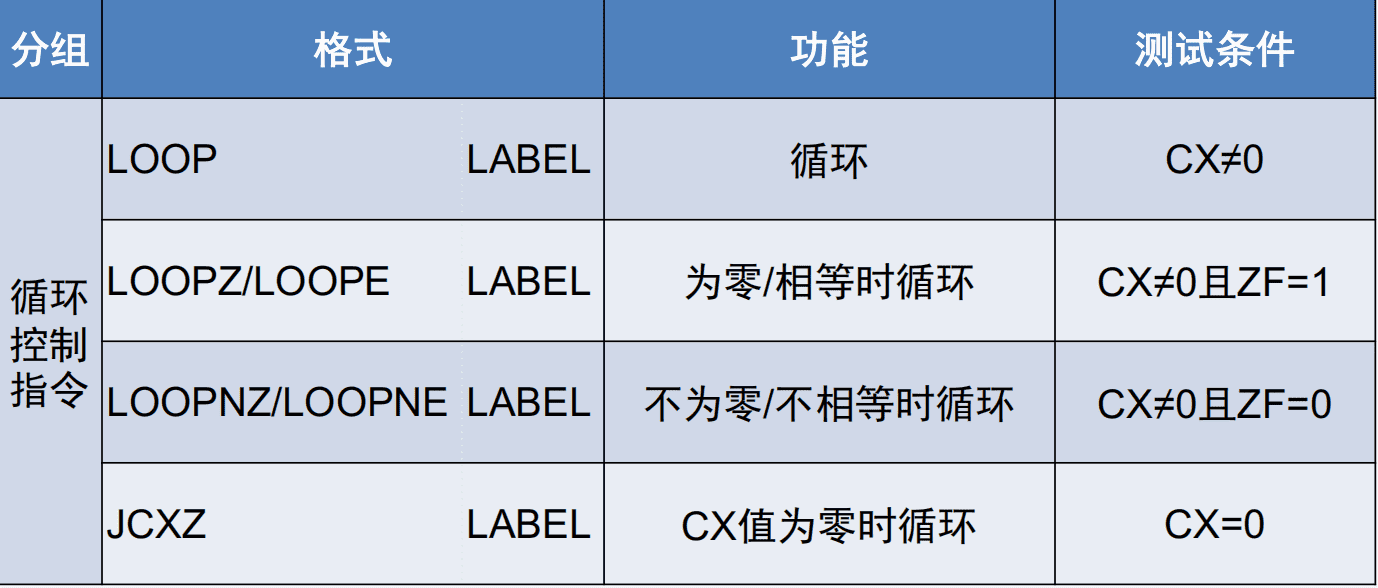 分组 格式 功能 测试条件
LOOP LABEL 循环 CX≠0
LOOPZ/LOOPE LABEL 为零/相等时循环 CX≠0且ZF=1
循环
控制
指令
LOOPNZ/LOOPNE LABEL 不为零/不相等时循环 CX≠0且ZF=0
JCXZ LABEL CX值为零时循环 CX=0